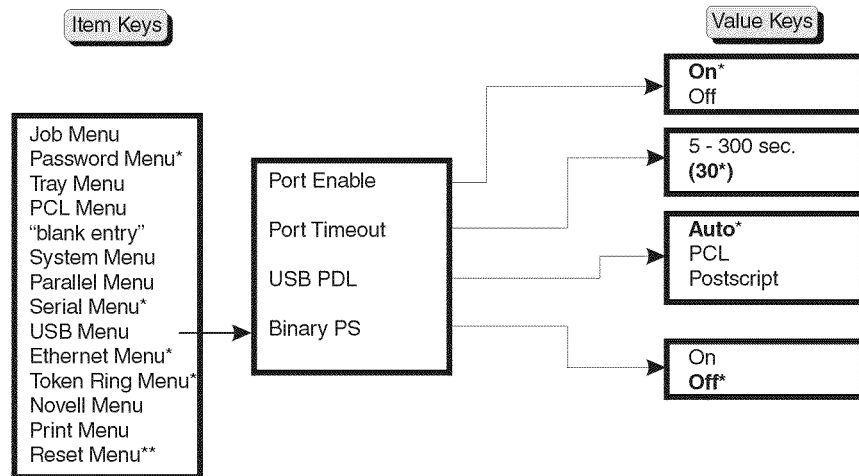 Item Keys
Value Keys
Job Menu
Password Menu*
Tray Menu
PCL Menu
“blank entry”
System Menu
Parallel Menu
Serial Menu*
USB Menu
Ethernet Menu*
Token Ring Menu*
Novell Menu
Print Menu
Reset Menu**
Port Enable
Port Timeout
USB PDL
Binary PS
On*
Off
5 - 300 sec.
(30*)
Auto*
PCL
Postscript
On
Off*